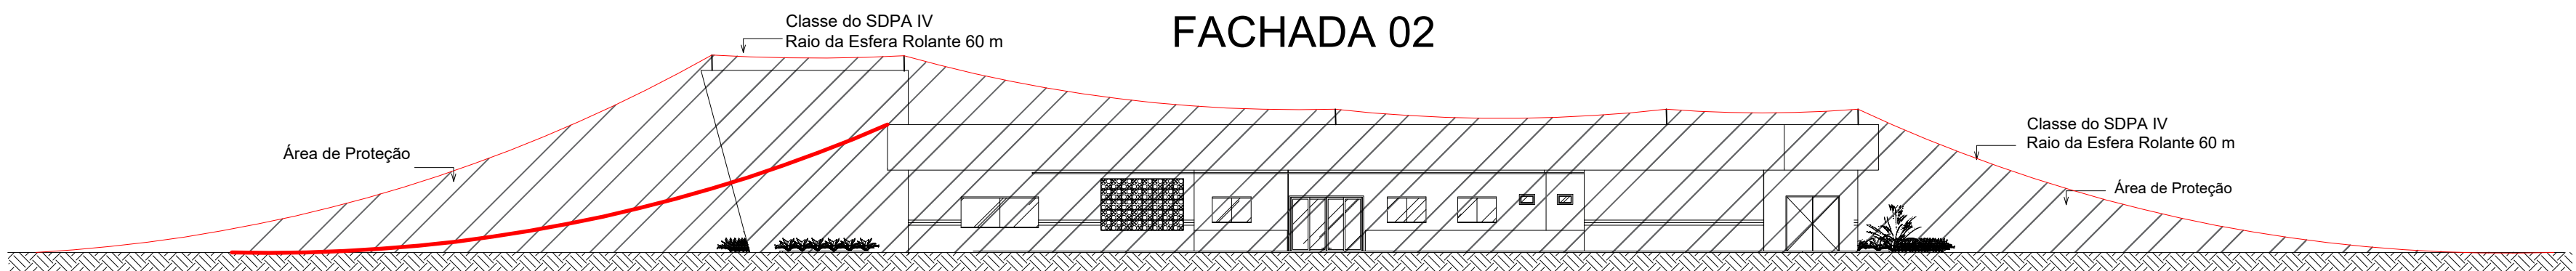 FACHADA 02
Classe do SDPA IV
Raio da Esfera Rolante 60 m
Área de Proteção
Classe do SDPA IV
Raio da Esfera Rolante 60 m
Área de Proteção